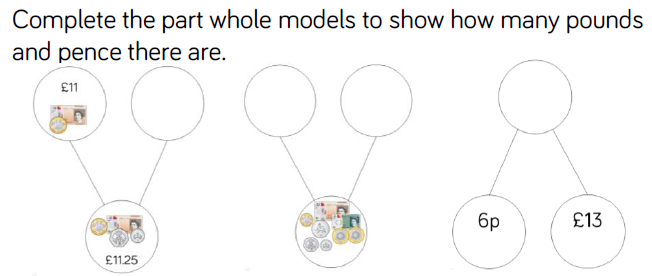 Complete the part whole models to show how many pounds
and pence there are.
£11
6p
£13
£11.25